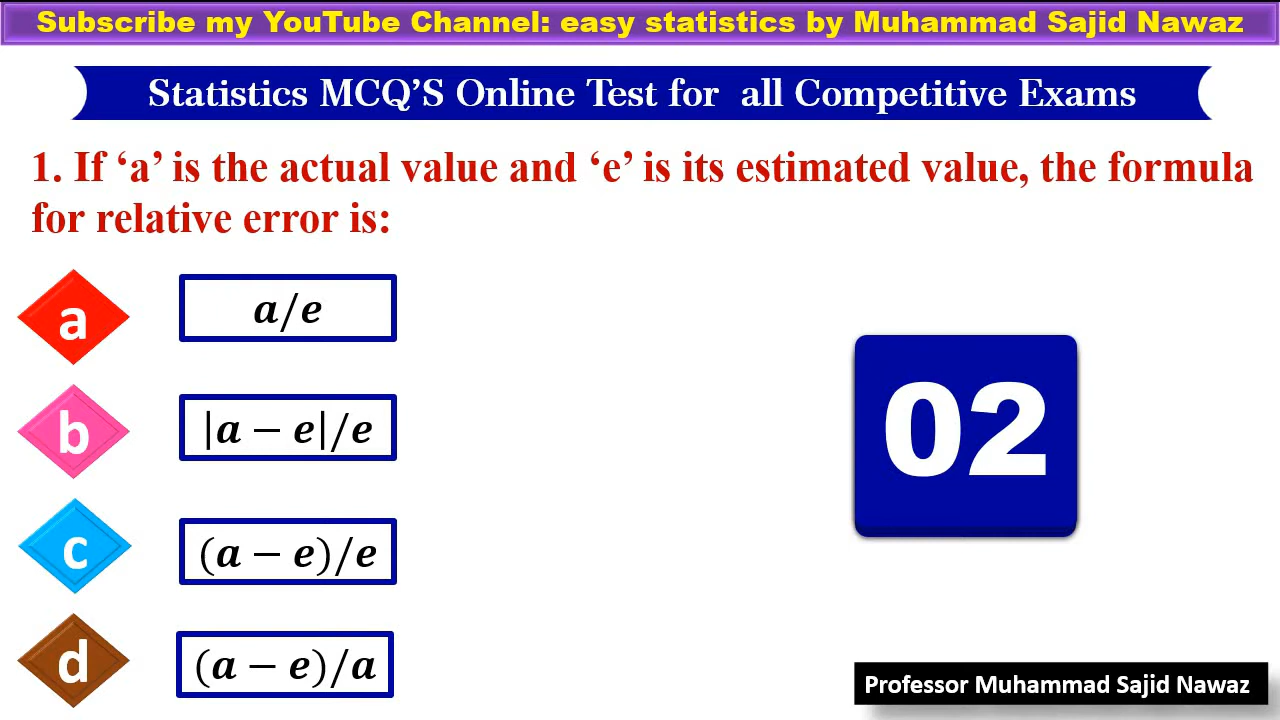 Subscribe my YouTube Channel: easy statistics by Muhammad Sajid Nawaz
Statistics MCQ’S Online Test for all Competitive Exams
1. If ‘a’ is the actual value and ‘e’ is its estimated value, the formula
for relative error is:
a a/e
b |a − e|/e
02
c (a − e)/e
d (a − e)/a
Professor Muhammad Sajid Nawaz